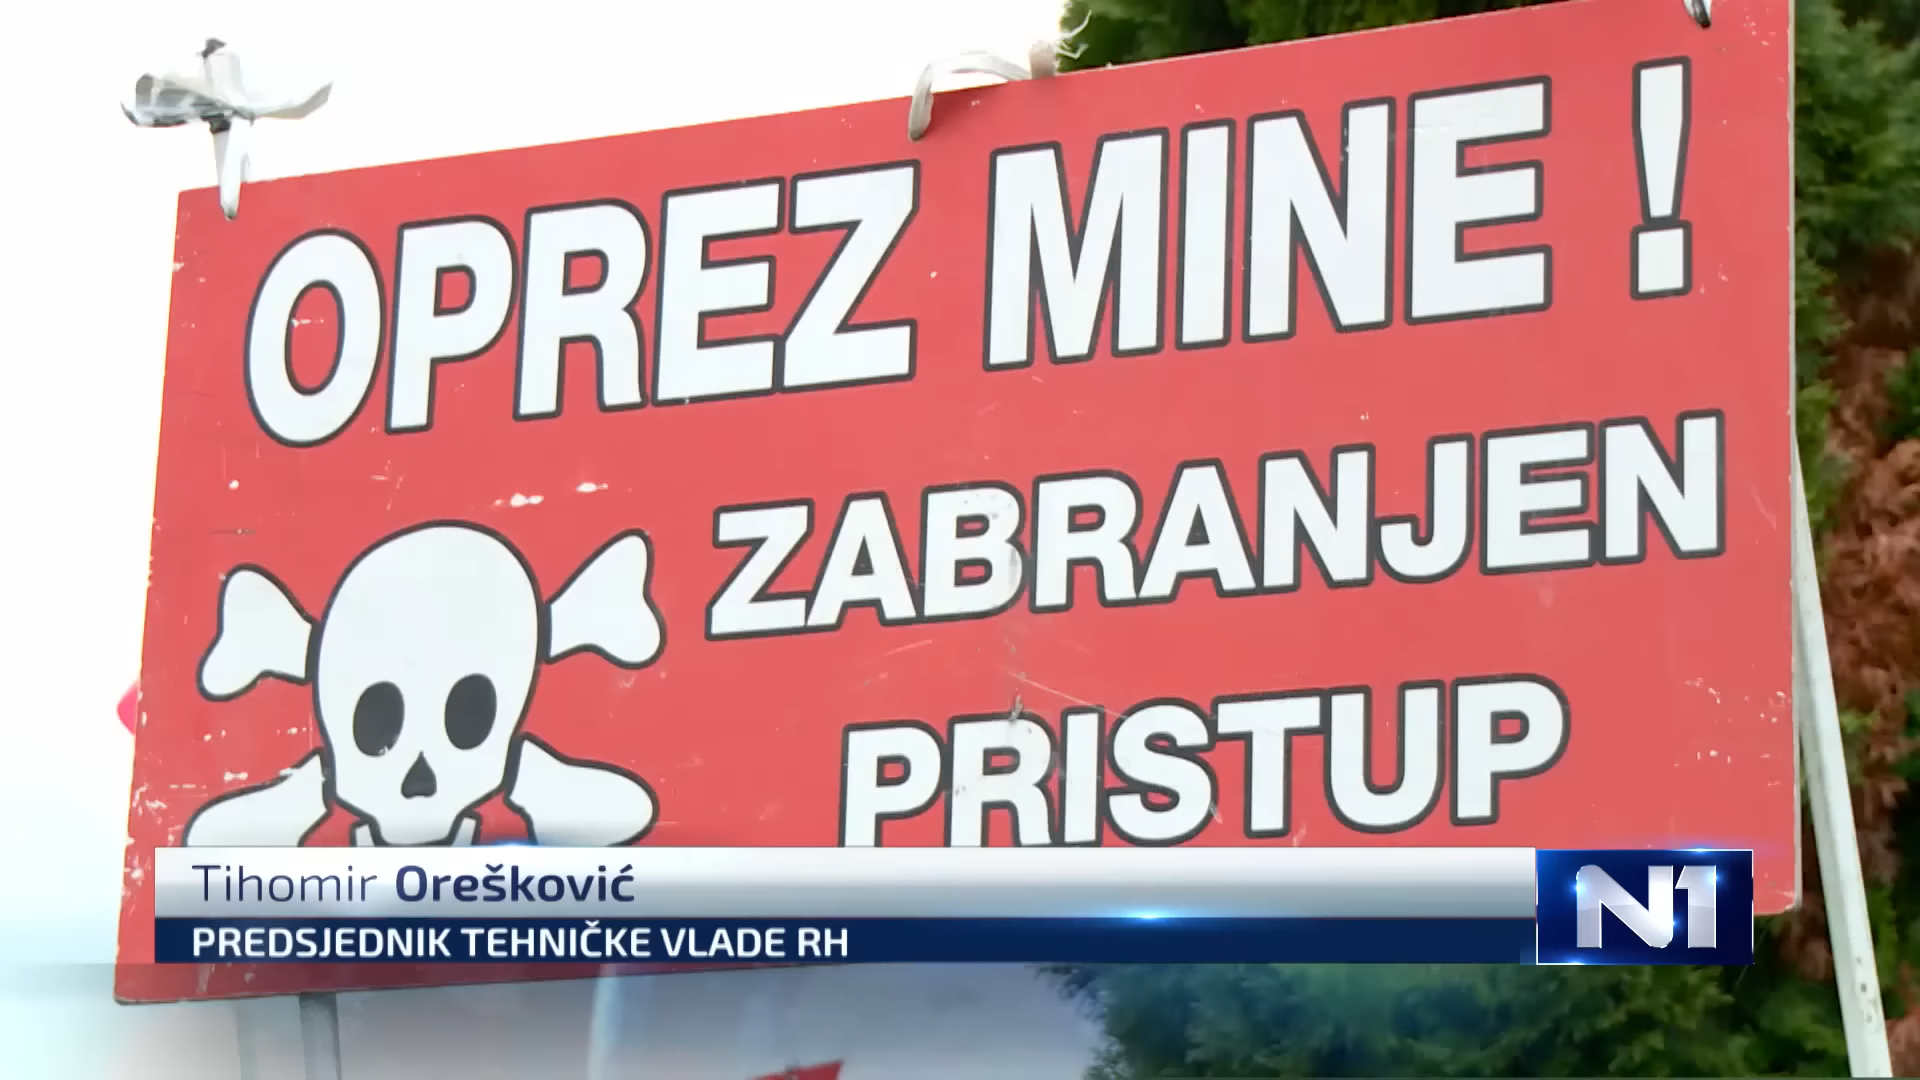 OPREZ MINE !
ZABRANJEN
PRISTUP
Tihomir Orešković
PREDSJEDNIK TEHNIČKE VLADE RH
N1